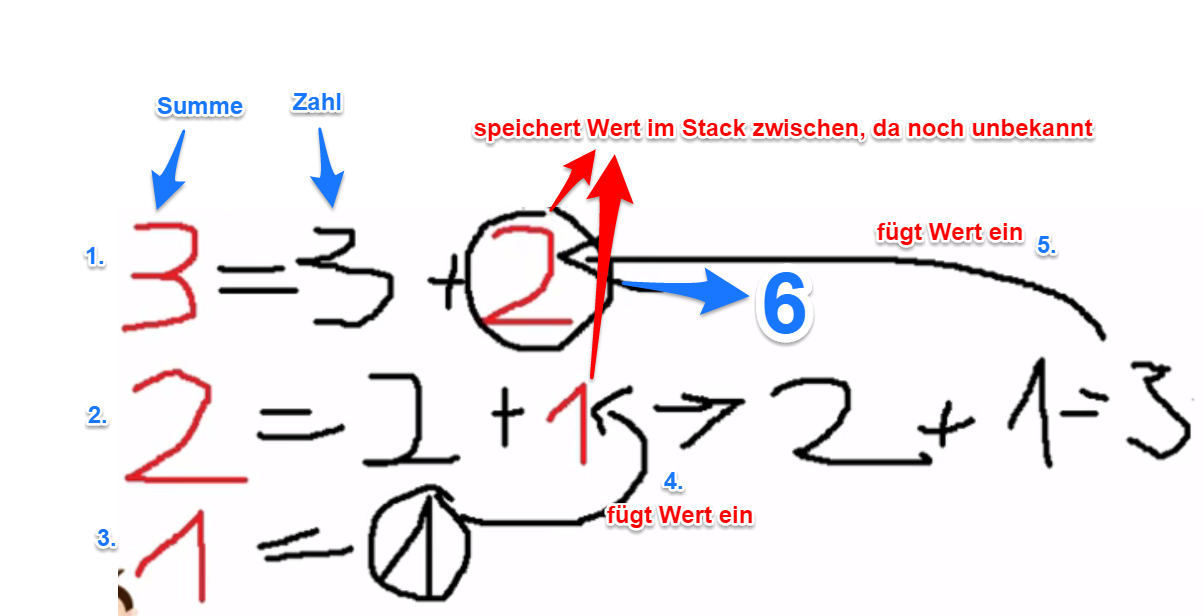 Summe Zahl
speichert Wert im Stack zwischen, da noch unbekannt
fügt Wert ein 5.
1. 3 = 3 + 2 6
2. 2 = 2 + 1 → 2 + 1 = 3
4.
fügt Wert ein
3. 1 = 1